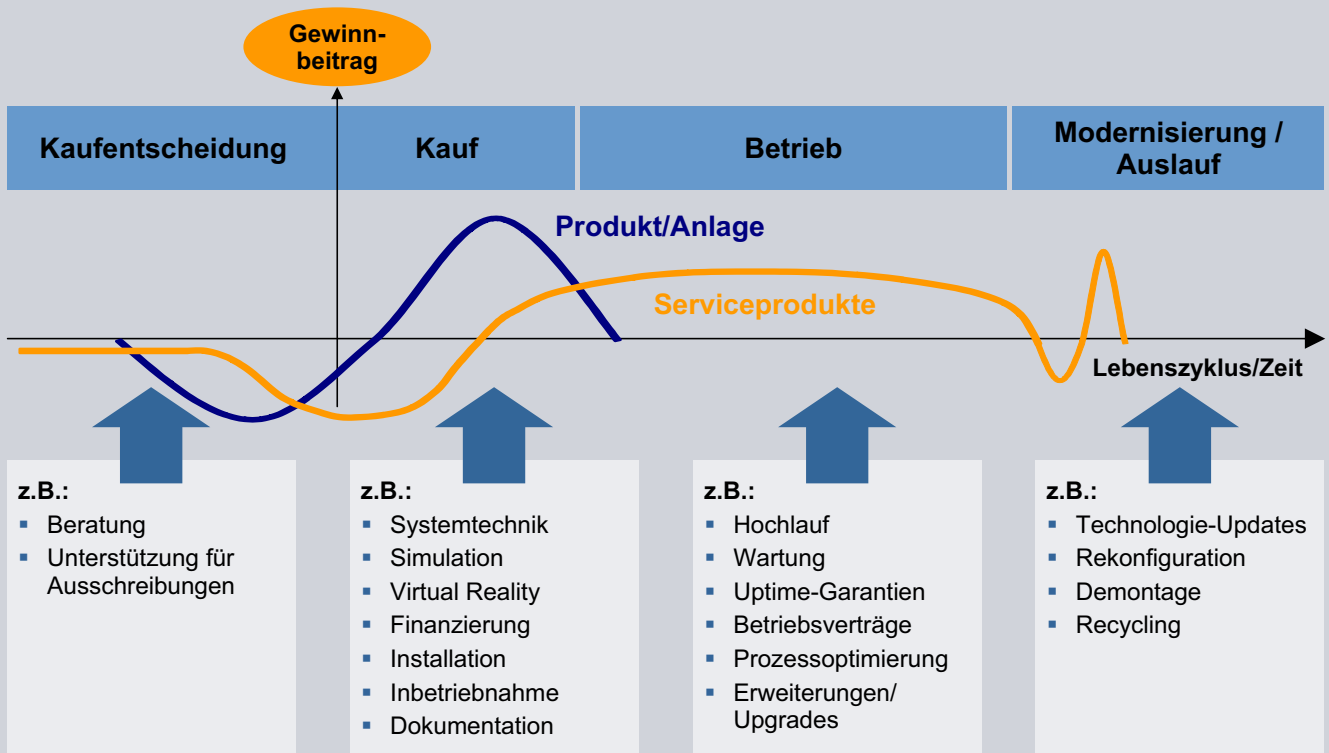 Gewinn-
beitrag
Kaufentscheidung
Kauf
Betrieb
Modernisierung /
Auslauf
Produkt/Anlage
Serviceprodukte
Lebenszyklus/Zeit
z.B.:
▪ Beratung
▪ Unterstützung für
Ausschreibungen
z.B.:
▪ Systemtechnik
▪ Simulation
▪ Virtual Reality
▪ Finanzierung
▪ Installation
▪ Inbetriebnahme
▪ Dokumentation
z.B.:
▪ Hochlauf
▪ Wartung
▪ Uptime-Garantien
▪ Betriebsverträge
▪ Prozessoptimierung
▪ Erweiterungen/
Upgrades
z.B.:
▪ Technologie-Updates
▪ Rekonfiguration
▪ Demontage
▪ Recycling